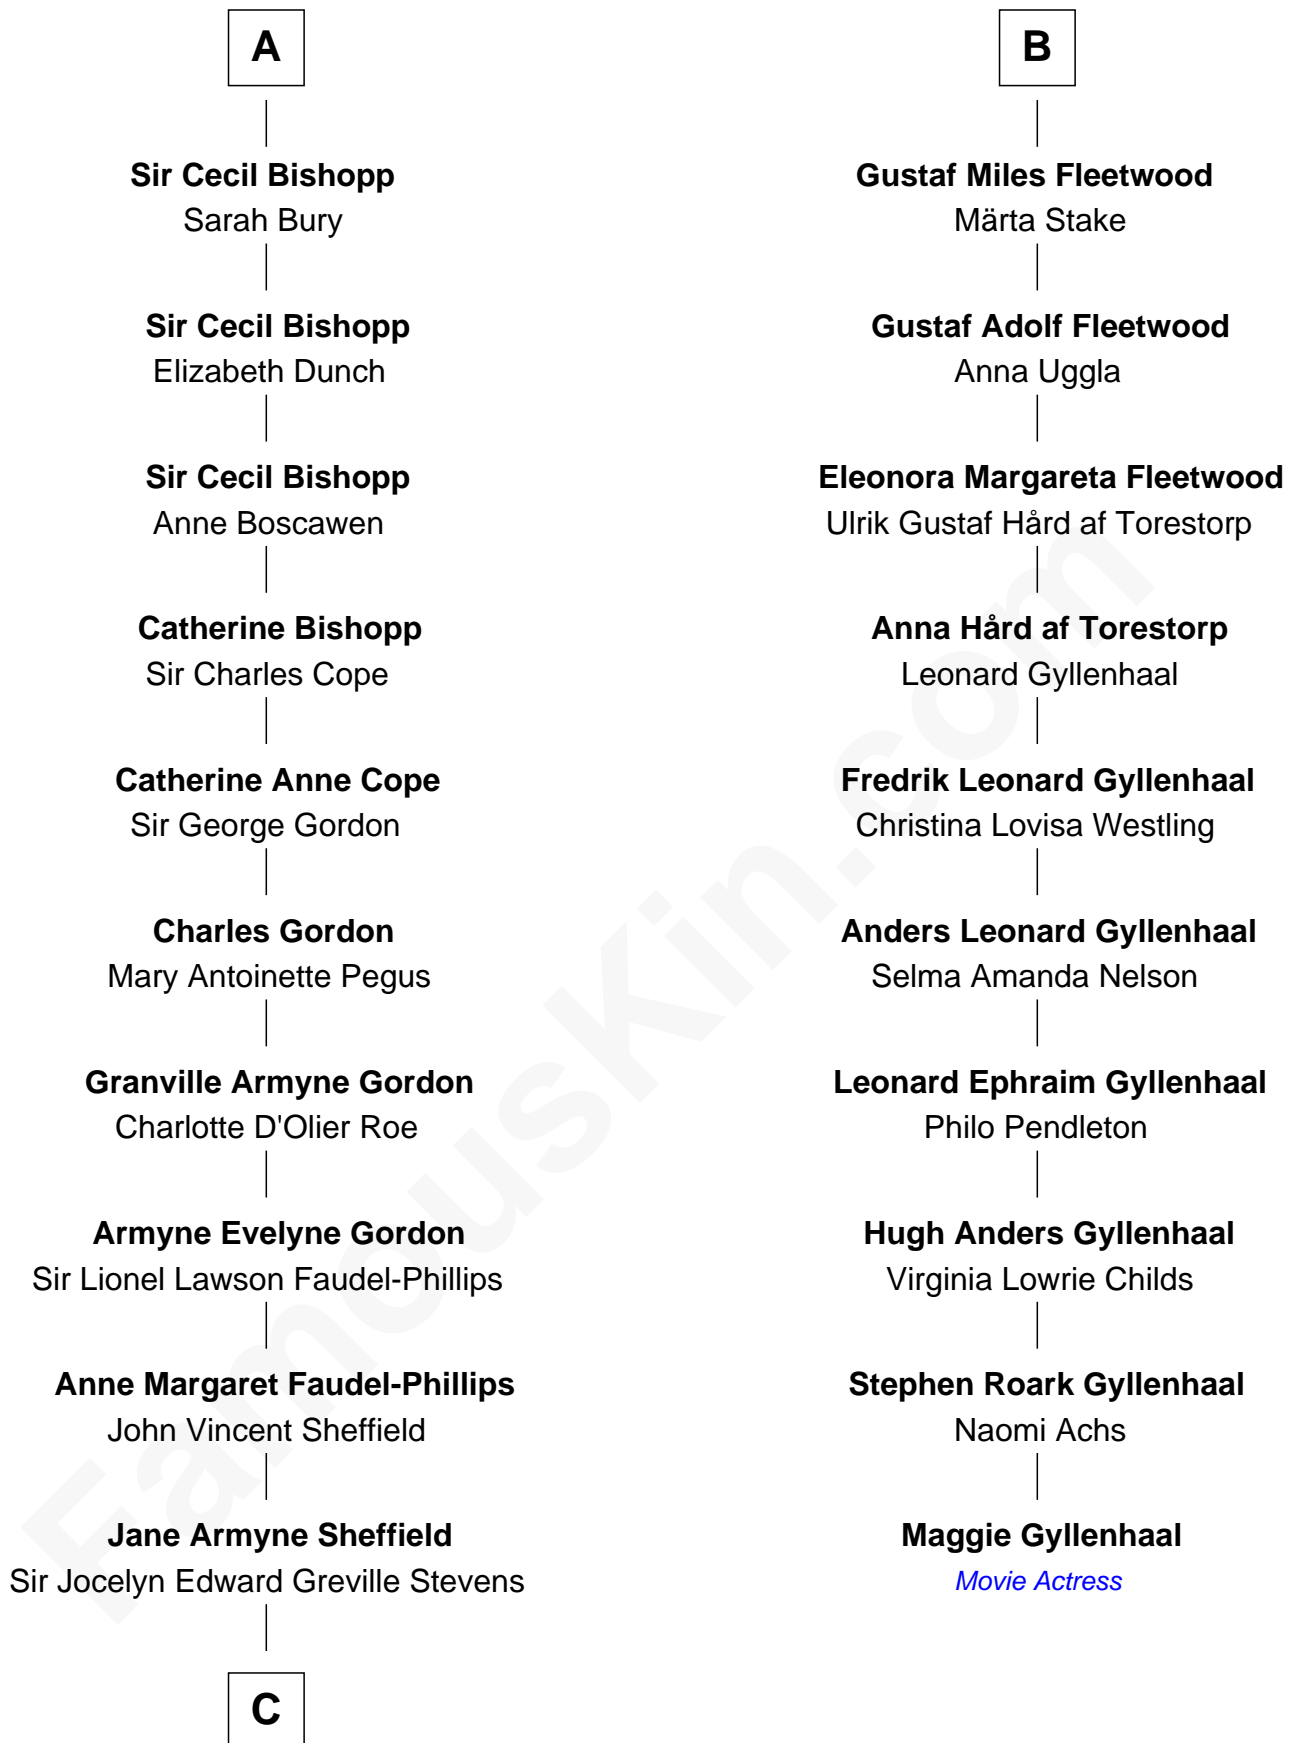 A
Sir Cecil Bishopp
Sarah Bury
Sir Cecil Bishopp
Elizabeth Dunch
Sir Cecil Bishopp
Anne Boscawen
Catherine Bishopp
Sir Charles Cope
Catherine Anne Cope
Sir George Gordon
Charles Gordon
Mary Antoinette Pegus
Granville Armyne Gordon
Charlotte D'Olier Roe
Armyne Evelyne Gordon
Sir Lionel Lawson Faudel-Phillips
Anne Margaret Faudel-Phillips
John Vincent Sheffield
Jane Armyne Sheffield
Sir Jocelyn Edward Greville Stevens
C
B
Gustaf Miles Fleetwood
Märta Stake
Gustaf Adolf Fleetwood
Anna Uggla
Eleonora Margareta Fleetwood
Ulrik Gustaf Hård af Torestorp
Anna Hård af Torestorp
Leonard Gyllenhaal
Fredrik Leonard Gyllenhaal
Christina Lovisa Westling
Anders Leonard Gyllenhaal
Selma Amanda Nelson
Leonard Ephraim Gyllenhaal
Philo Pendleton
Hugh Anders Gyllenhaal
Virginia Lowrie Childs
Stephen Roark Gyllenhaal
Naomi Achs
Maggie Gyllenhaal
Movie Actress
FamousKin.com